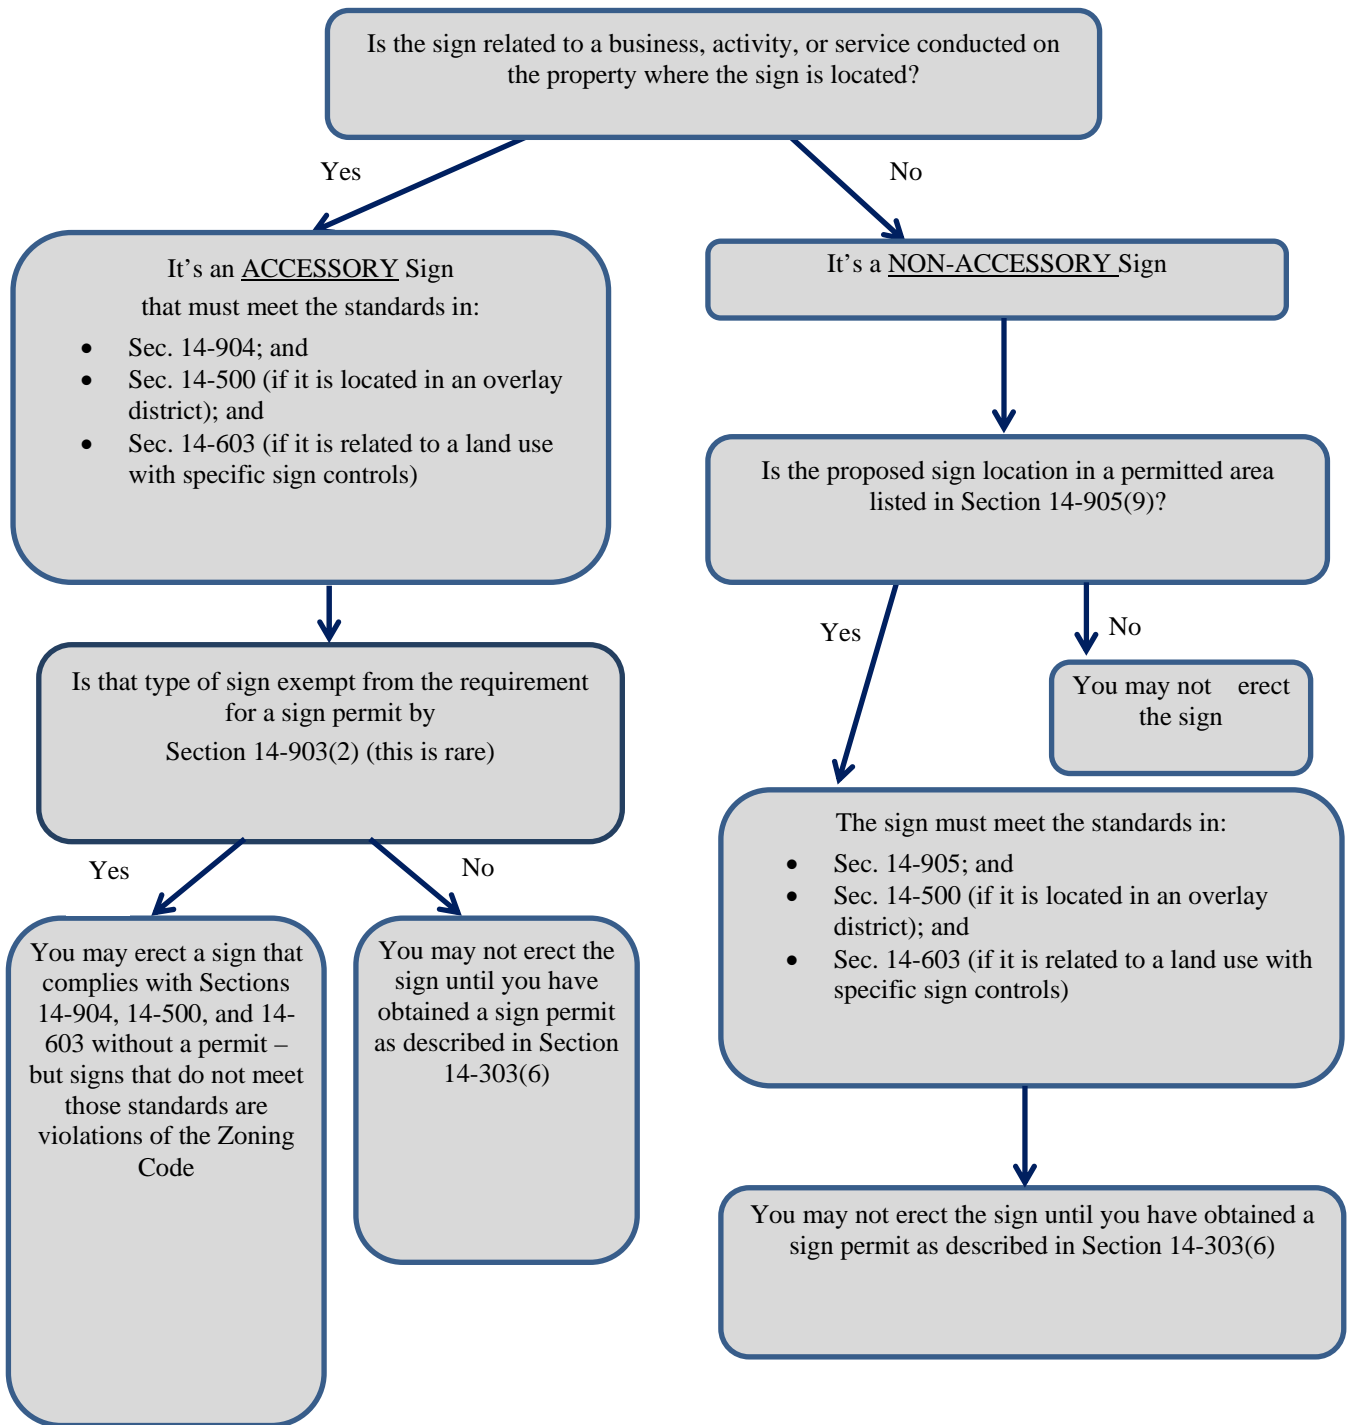 Is the sign related to a business, activity, or service conducted on
the property where the sign is located?
Yes
No
It’s an ACCESSORY Sign
that must meet the standards in:
• Sec. 14-904; and
• Sec. 14-500 (if it is located in an overlay
district); and
• Sec. 14-603 (if it is related to a land use
with specific sign controls)
It’s a NON-ACCESSORY Sign
Is the proposed sign location in a permitted area
listed in Section 14-905(9)?
Yes
No
You may not erect
the sign
Is that type of sign exempt from the requirement
for a sign permit by
Section 14-903(2) (this is rare)
Yes
No
The sign must meet the standards in:
• Sec. 14-905; and
• Sec. 14-500 (if it is located in an overlay
district); and
• Sec. 14-603 (if it is related to a land use with
specific sign controls)
You may erect a sign that
complies with Sections
14-904, 14-500, and 14-
603 without a permit –
but signs that do not meet
those standards are
violations of the Zoning
Code
You may not erect the
sign until you have
obtained a sign permit
as described in Section
14-303(6)
You may not erect the sign until you have obtained a
sign permit as described in Section 14-303(6)